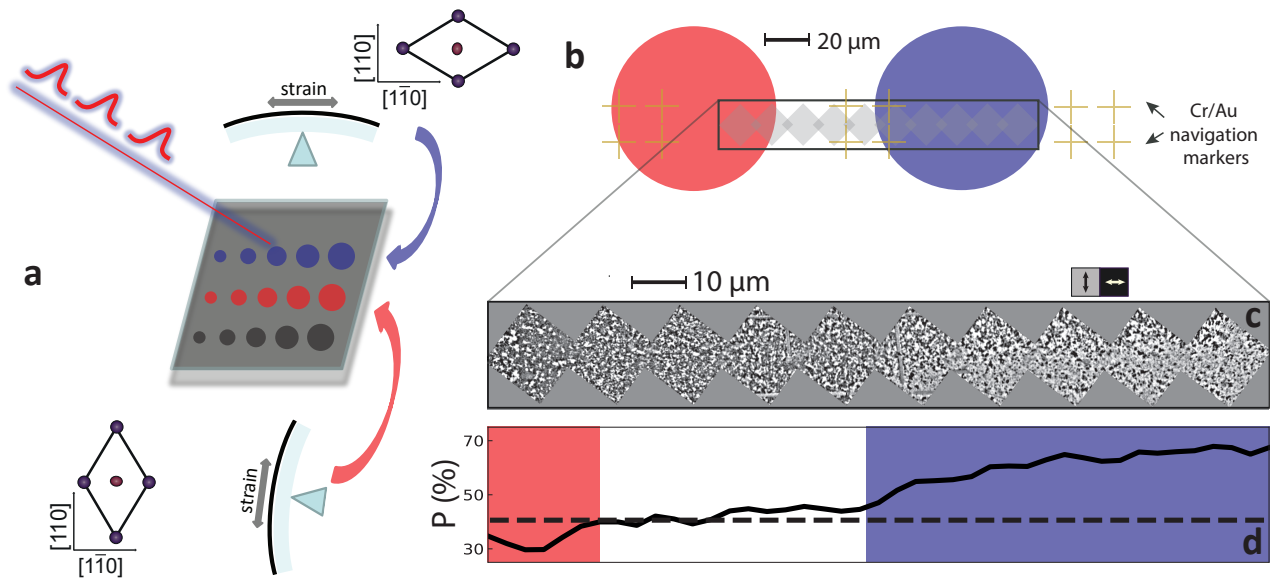 a
strain
[110]
[11̅0]
strain
[110]
[11̅0]
b
20 µm
Cr/Au
navigation
markers
10 µm
c
P (%)
70
50
30
d